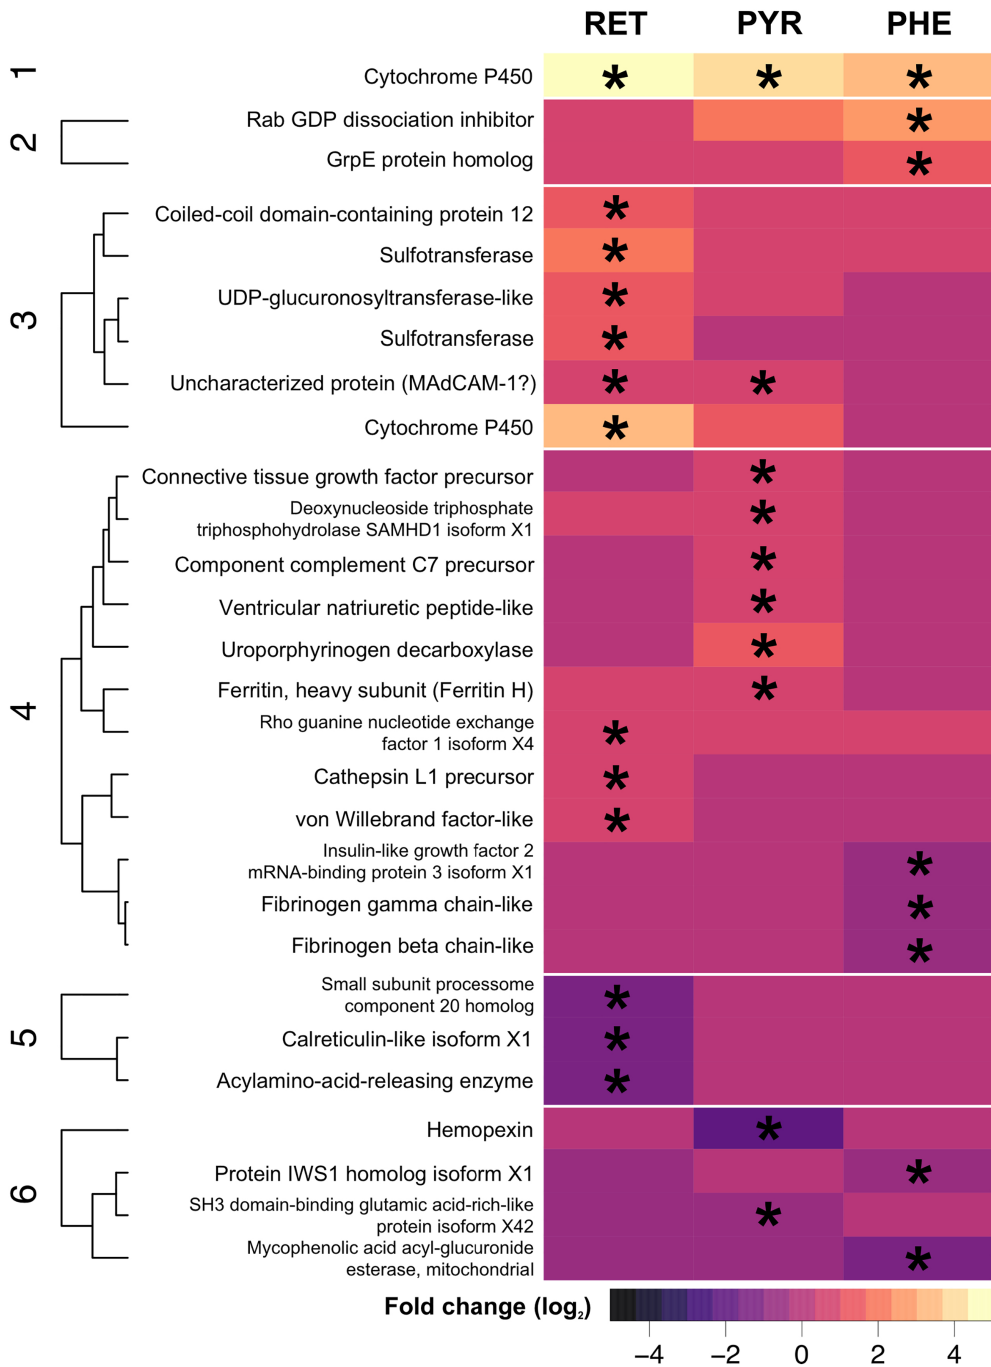 RET PYR PHE
1
Cytochrome P450 * * *
2
Rab GDP dissociation inhibitor *
GrpE protein homolog *
3
Coiled-coil domain-containing protein 12 *
Sulfotransferase *
UDP-glucuronosyltransferase-like *
Sulfotransferase *
Uncharacterized protein (MAdCAM-1?) * *
Cytochrome P450 *
4
Connective tissue growth factor precursor *
Deoxynucleoside triphosphate
triphosphohydrolase SAMHD1 isoform X1 *
Component complement C7 precursor *
Ventricular natriuretic peptide-like *
Uroporphyrinogen decarboxylase *
Ferritin, heavy subunit (Ferritin H) *
Rho guanine nucleotide exchange
factor 1 isoform X4 *
Cathepsin L1 precursor *
von Willebrand factor-like *
Insulin-like growth factor 2
mRNA-binding protein 3 isoform X1 *
Fibrinogen gamma chain-like *
Fibrinogen beta chain-like *
5
Small subunit processome
component 20 homolog *
Calreticulin-like isoform X1 *
Acylamino-acid-releasing enzyme *
6
Hemopexin *
Protein IWS1 homolog isoform X1 *
SH3 domain-binding glutamic acid-rich-like
protein isoform X42 *
Mycophenolic acid acyl-glucuronide
esterase, mitochondrial *
Fold change (log₂)
−4 −2 0 2 4